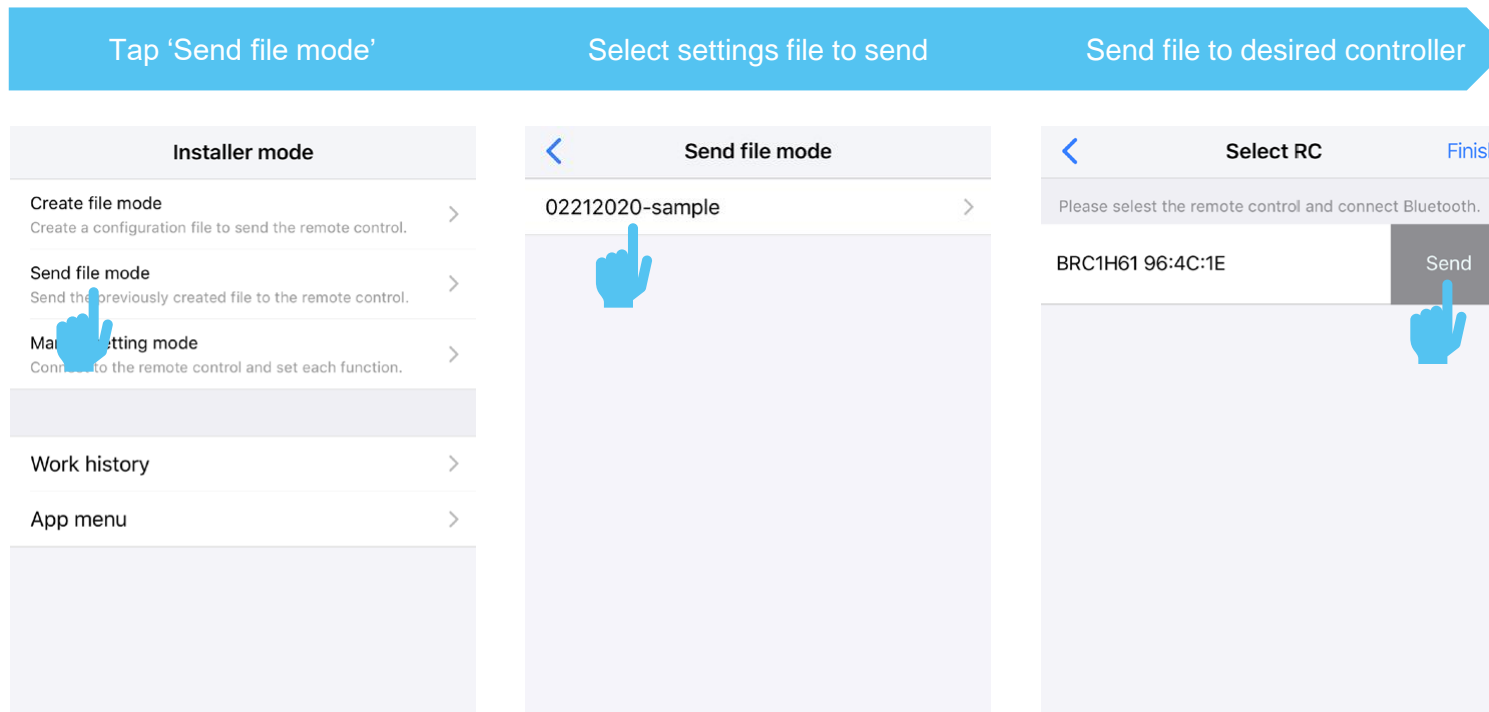 Tap ‘Send file mode’
Select settings file to send
Send file to desired controller
Installer mode
Create file mode
Create a configuration file to send the remote control.
Send file mode
Send the previously created file to the remote control.
setting mode
to the remote control and set each function.
Work history
App menu
Send file mode
02212020-sample
Select RC
Finish
Please selest the remote control and connect Bluetooth.
BRC1H61 96:4C:1E
Send